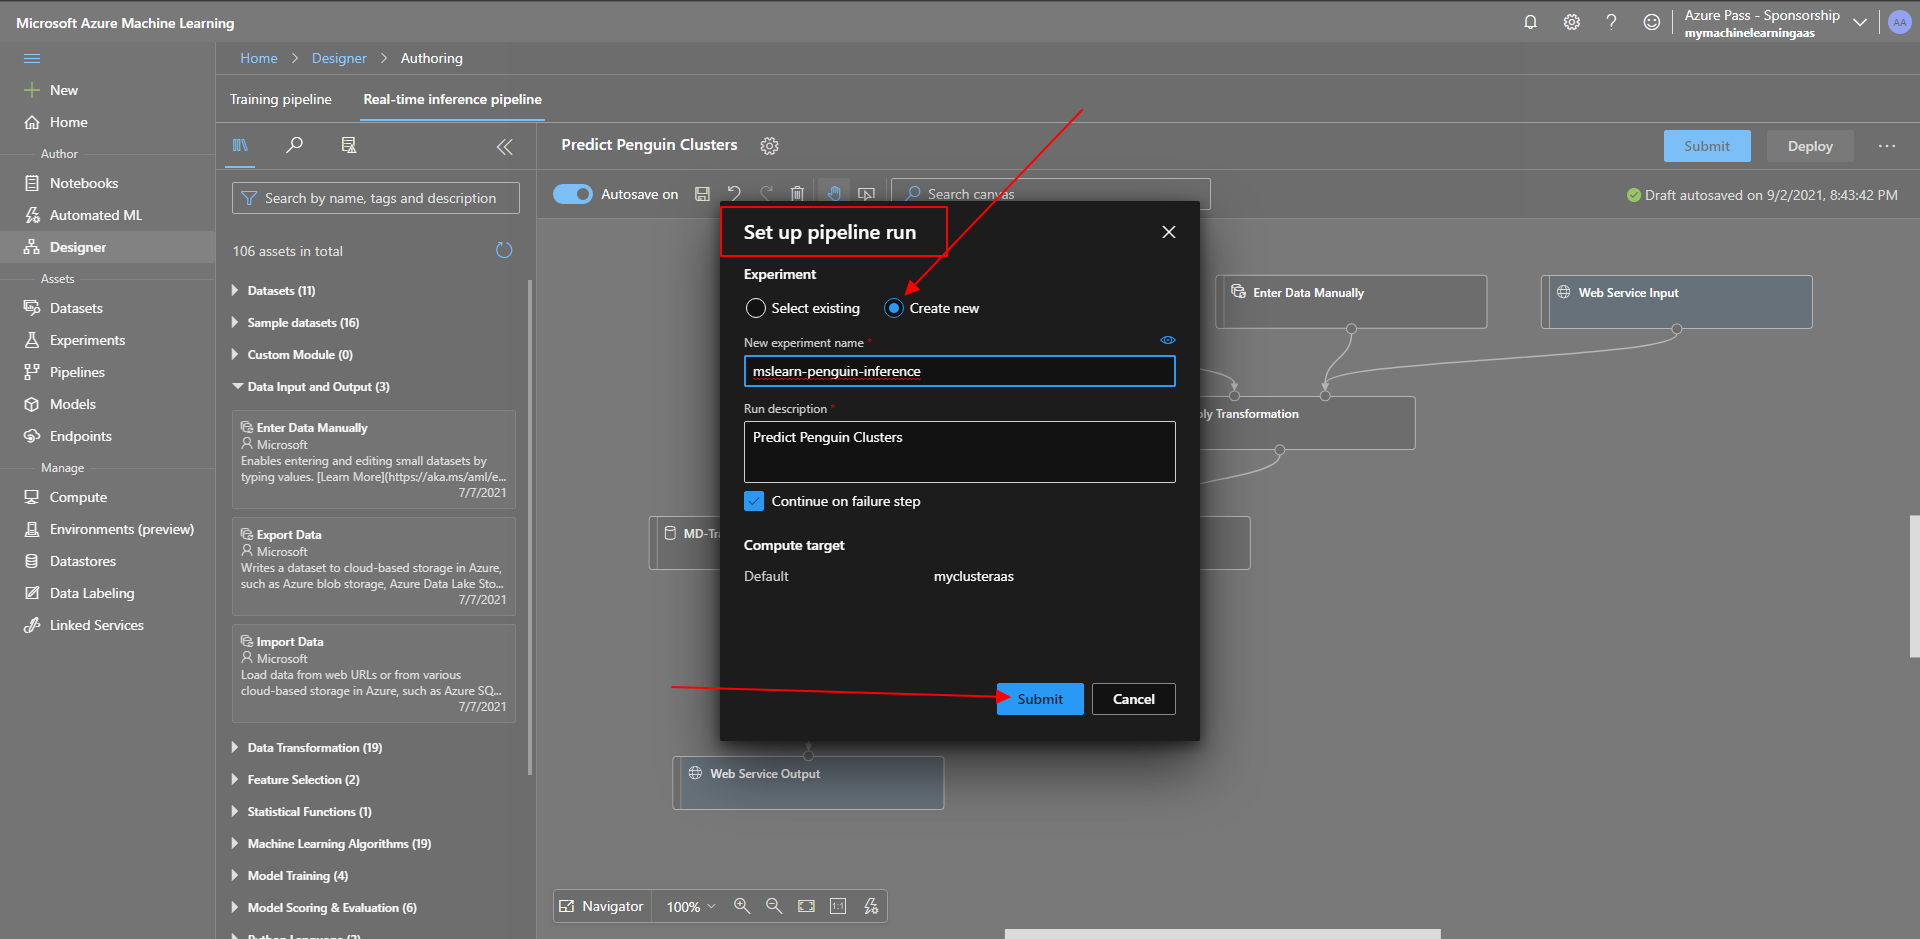 Microsoft Azure Machine Learning
Azure Pass - Sponsorship
mymachinelearningaas
AA
New
Home
Author
Notebooks
Automated ML
Designer
Assets
Datasets
Experiments
Pipelines
Models
Endpoints
Manage
Compute
Environments (preview)
Datastores
Data Labeling
Linked Services
Home > Designer > Authoring
Training pipeline
Real-time inference pipeline
Search by name, tags and description
106 assets in total
Datasets (11)
Sample datasets (16)
Custom Module (0)
Data Input and Output (3)
Enter Data Manually
Microsoft
Enables entering and editing small datasets by
typing values. [Learn More](https://aka.ms/aml/e...
7/7/2021
Export Data
Microsoft
Writes a dataset to cloud-based storage in Azure,
such as Azure blob storage, Azure Data Lake Sto...
7/7/2021
Import Data
Microsoft
Load data from web URLs or from various
cloud-based storage in Azure, such as Azure SQ...
7/7/2021
Data Transformation (19)
Feature Selection (2)
Statistical Functions (1)
Machine Learning Algorithms (19)
Model Training (4)
Model Scoring & Evaluation (6)
Predict Penguin Clusters
Submit
Deploy
Autosave on
Search canvas
Draft autosaved on 9/2/2021, 8:43:42 PM
Set up pipeline run
Experiment
Select existing
Create new
New experiment name *
mslearn-penguin-inference
Run description *
Predict Penguin Clusters
Continue on failure step
Compute target
Default
myclusteraas
Submit
Cancel
Enter Data Manually
Web Service Input
ply Transformation
MD-Tra
Web Service Output
Navigator
100%
1:1